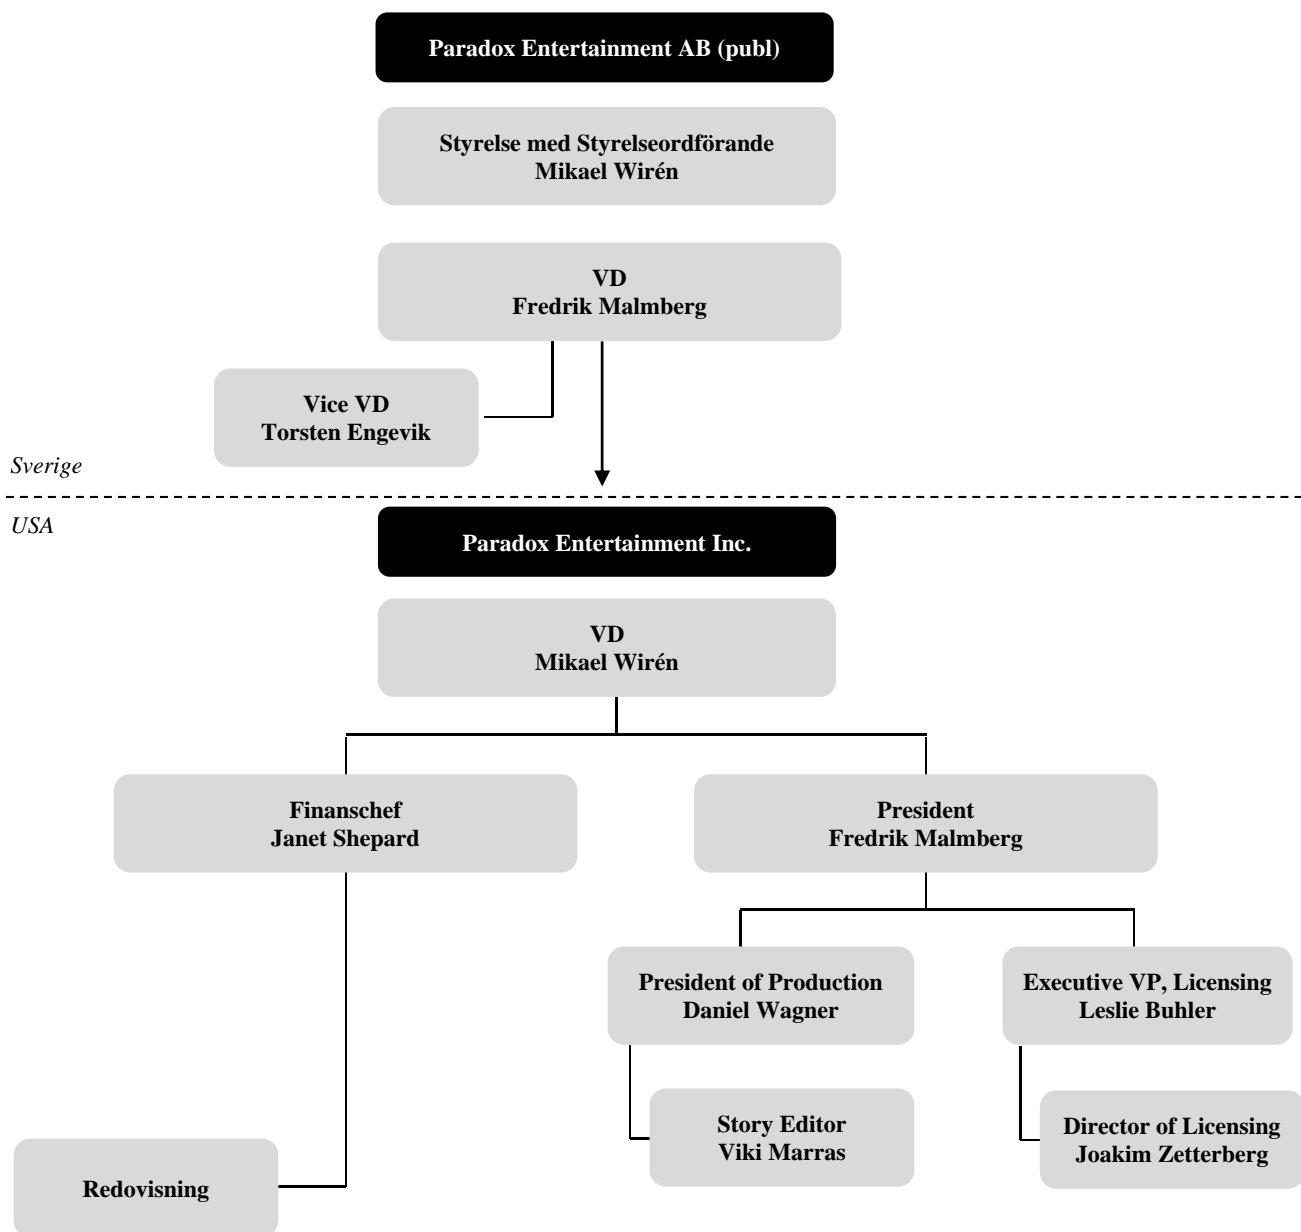 Paradox Entertainment AB (publ)
Styrelse med Styrelseordförande
Mikael Wirén
VD
Fredrik Malmberg
Vice VD
Torsten Engevik
Sverige
USA
Paradox Entertainment Inc.
VD
Mikael Wirén
Finanschef
Janet Shepard
President
Fredrik Malmberg
President of Production
Daniel Wagner
Executive VP, Licensing
Leslie Buhler
Story Editor
Viki Marras
Director of Licensing
Joakim Zetterberg
Redovisning